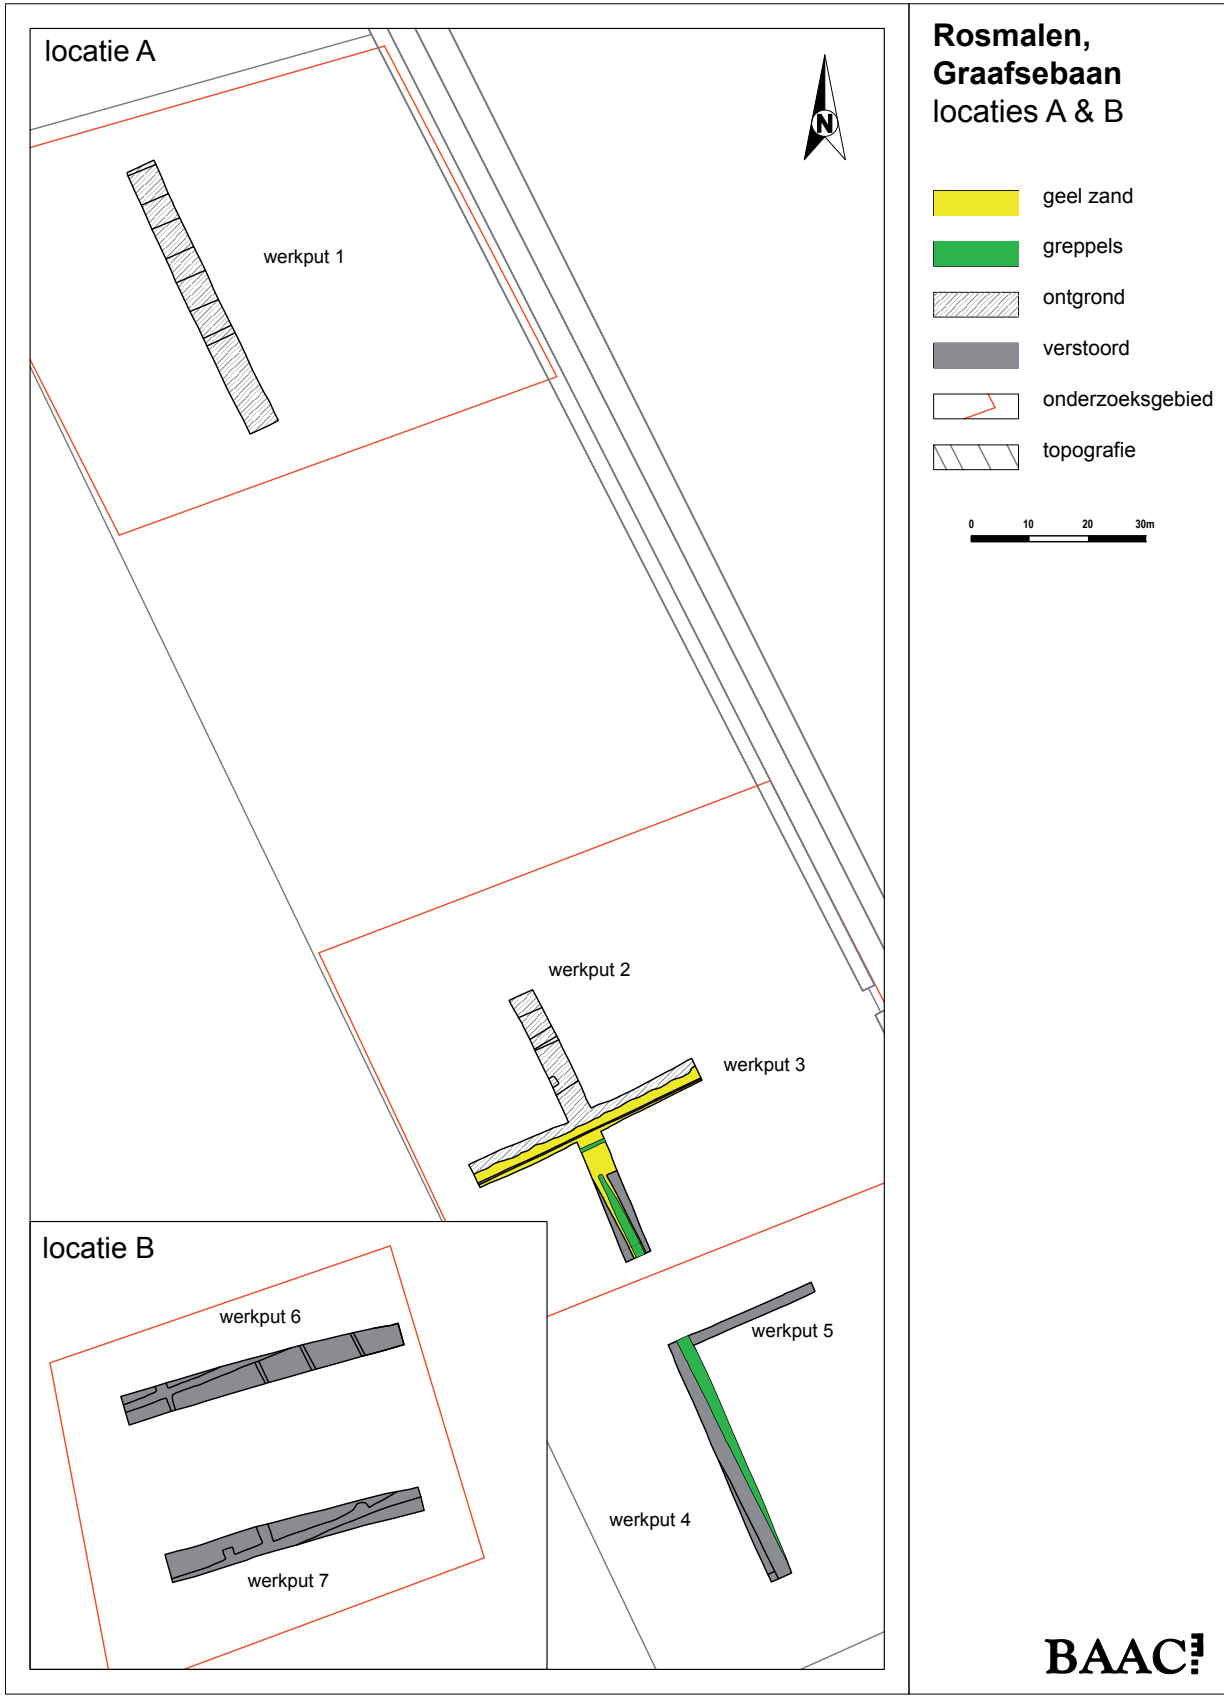 locatie A
N
werkput 1
werkput 2
werkput 3
locatie B
werkput 6
werkput 5
werkput 4
werkput 7
Rosmalen,
Graafsebaan
locaties A & B
geel zand
greppels
ontgrond
verstoord
onderzoeksgebied
topografie
0 10 20 30m
BAAC